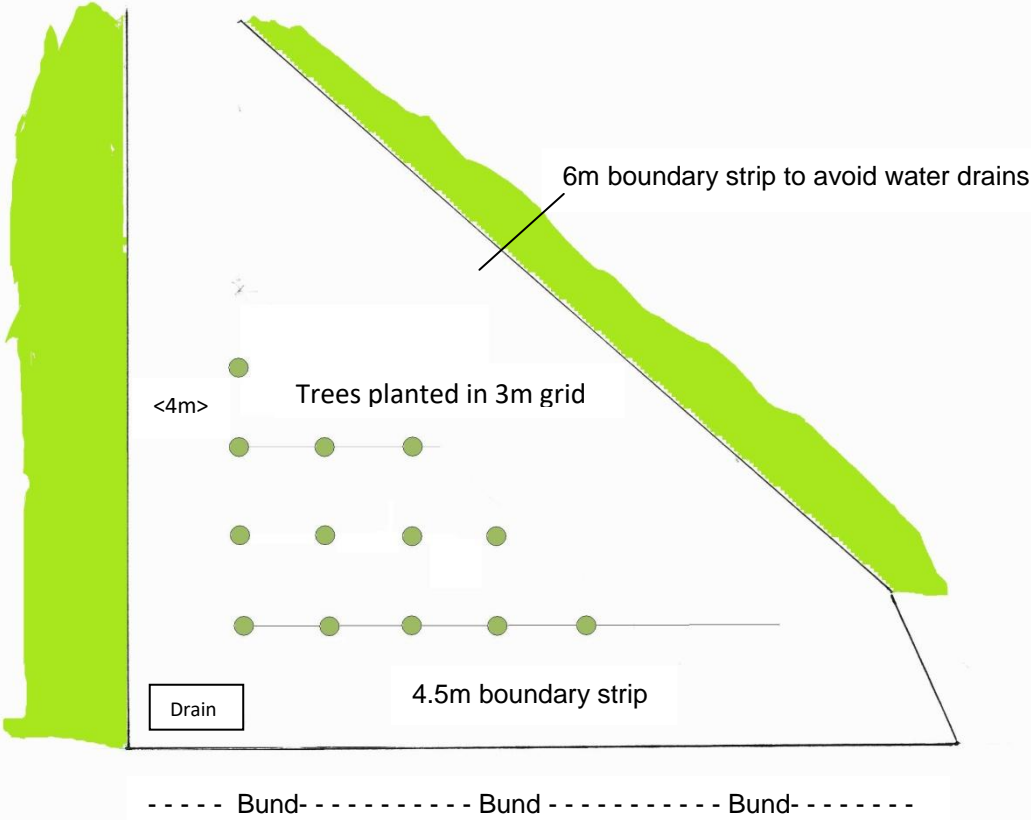 6m boundary strip to avoid water drains
Trees planted in 3m grid
<4m>
4.5m boundary strip
Drain
- - - - - Bund- - - - - - - - - - - Bund - - - - - - - - - - - Bund- - - - - - - -